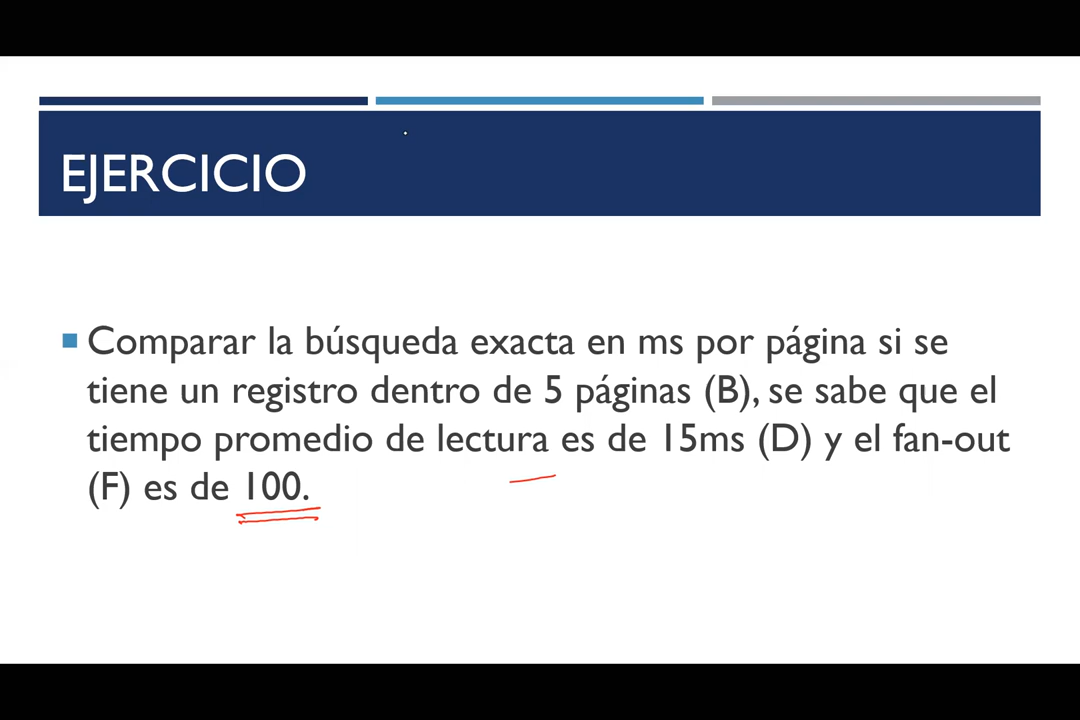 EJERCICIO
Comparar la búsqueda exacta en ms por página si se
tiene un registro dentro de 5 páginas (B), se sabe que el
tiempo promedio de lectura es de 15ms (D) y el fan-out
(F) es de 100.